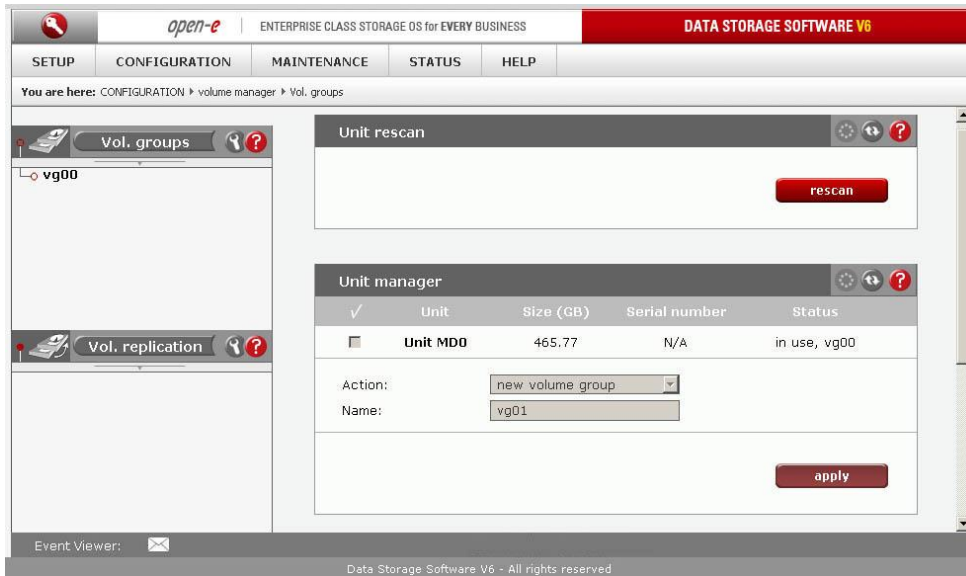 open-e | ENTERPRISE CLASS STORAGE OS for EVERY BUSINESS
DATA STORAGE SOFTWARE V6
SETUP CONFIGURATION MAINTENANCE STATUS HELP
You are here: CONFIGURATION ▸ volume manager ▸ Vol. groups
Vol. groups
vg00
Vol. replication
Unit rescan
rescan
Unit manager
Unit Size (GB) Serial number Status
Unit MD0 465.77 N/A in use, vg00
Action: new volume group
Name: vg01
apply
Event Viewer:
Data Storage Software V6 - All rights reserved